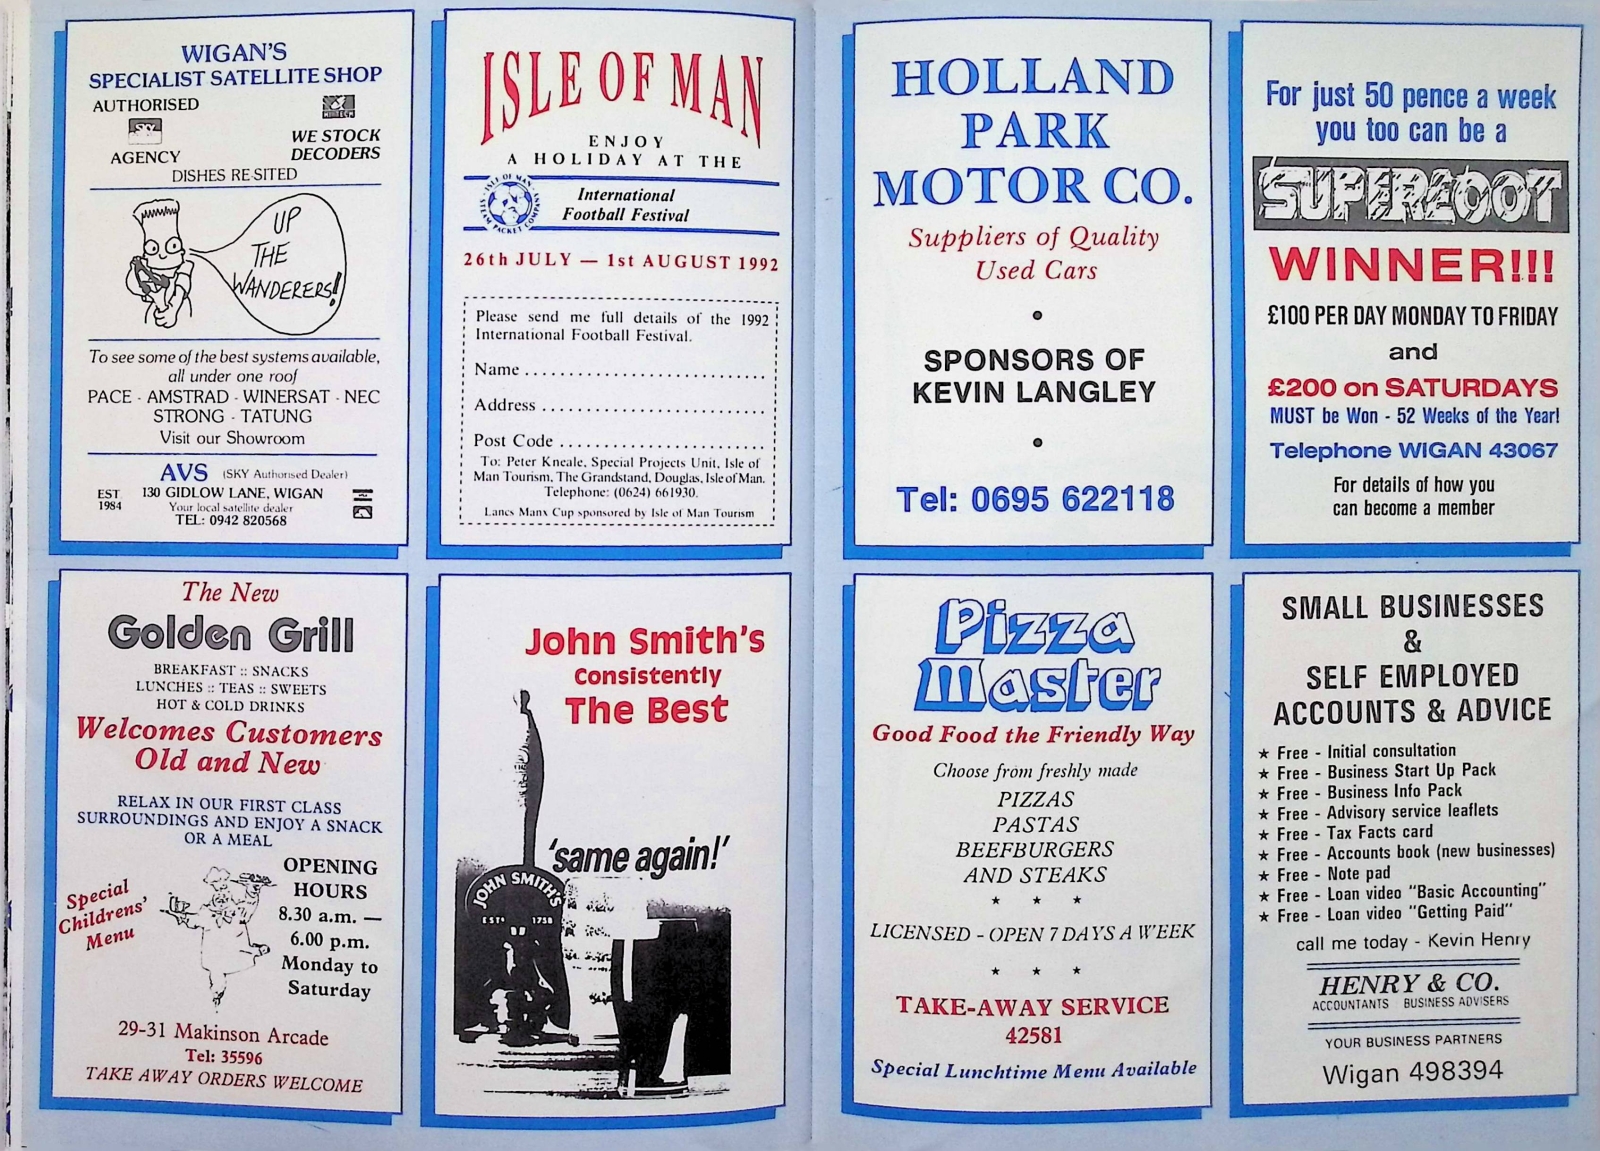 WIGAN'S
SPECIALIST SATELLITE SHOP
AUTHORISED
SKY
AGENCY
WE STOCK
DECODERS
DISHES RE-SITED
UP
THE
WANDERERS!
To see some of the best systems available,
all under one roof
PACE - AMSTRAD - WINERSAT - NEC
STRONG - TATUNG
Visit our Showroom
AVS (SKY Authorised Dealer)
EST 1984
130 GIDLOW LANE, WIGAN
Your local satellite dealer
TEL: 0942 820568
ISLE OF MAN
ENJOY
A HOLIDAY AT THE
ISLE OF MAN
STEAM PACKET COMPANY
International
Football Festival
26th JULY — 1st AUGUST 1992
Please send me full details of the 1992
International Football Festival.
Name
Address
Post Code
To: Peter Kneale, Special Projects Unit, Isle of
Man Tourism, The Grandstand, Douglas, Isle of Man.
Telephone: (0624) 661930.
Lancs Manx Cup sponsored by Isle of Man Tourism
HOLLAND
PARK
MOTOR CO.
Suppliers of Quality
Used Cars
SPONSORS OF
KEVIN LANGLEY
Tel: 0695 622118
For just 50 pence a week
you too can be a
SUPERLOOT
WINNER!!!
£100 PER DAY MONDAY TO FRIDAY
and
£200 on SATURDAYS
MUST be Won - 52 Weeks of the Year!
Telephone WIGAN 43067
For details of how you
can become a member
The New
Golden Grill
BREAKFAST :: SNACKS
LUNCHES :: TEAS :: SWEETS
HOT & COLD DRINKS
Welcomes Customers
Old and New
RELAX IN OUR FIRST CLASS
SURROUNDINGS AND ENJOY A SNACK
OR A MEAL
Special
Childrens'
Menu
OPENING
HOURS
8.30 a.m. —
6.00 p.m.
Monday to
Saturday
29-31 Makinson Arcade
Tel: 35596
TAKE AWAY ORDERS WELCOME
John Smith's
Consistently
The Best
'same again!'
JOHN SMITH'S
ESTD 1758
Pizza
Master
Good Food the Friendly Way
Choose from freshly made
PIZZAS
PASTAS
BEEFBURGERS
AND STEAKS
* * *
LICENSED - OPEN 7 DAYS A WEEK
* * *
TAKE-AWAY SERVICE
42581
Special Lunchtime Menu Available
SMALL BUSINESSES
&
SELF EMPLOYED
ACCOUNTS & ADVICE
★ Free - Initial consultation
★ Free - Business Start Up Pack
★ Free - Business Info Pack
★ Free - Advisory service leaflets
★ Free - Tax Facts card
★ Free - Accounts book (new businesses)
★ Free - Note pad
★ Free - Loan video "Basic Accounting"
★ Free - Loan video "Getting Paid"
call me today - Kevin Henry
HENRY & CO.
ACCOUNTANTS BUSINESS ADVISERS
YOUR BUSINESS PARTNERS
Wigan 498394